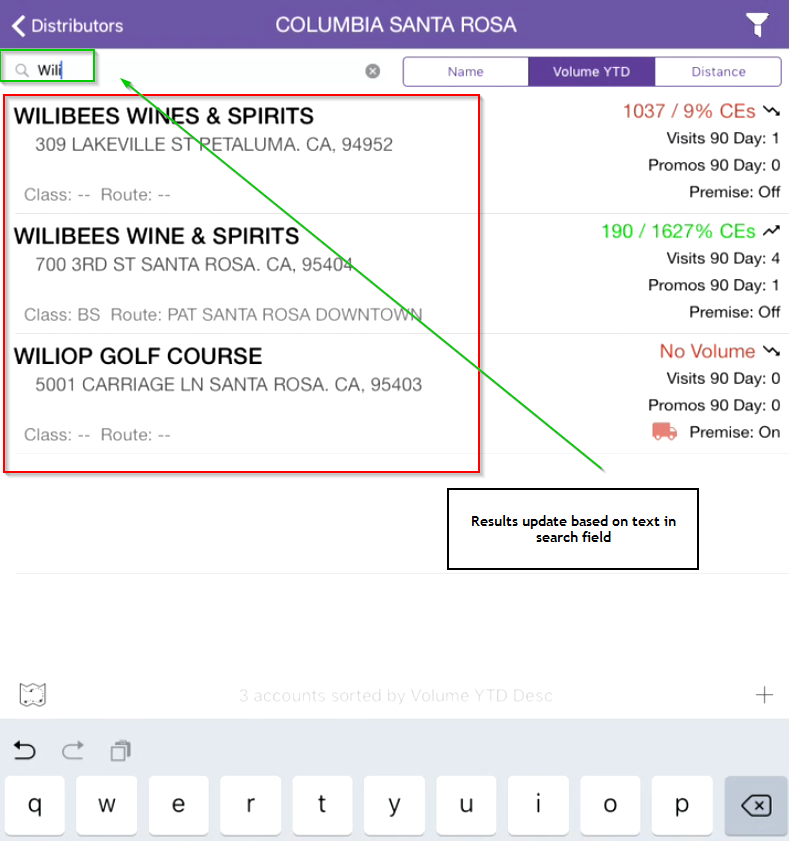 Distributors
COLUMBIA SANTA ROSA
Wili
Name
Volume YTD
Distance
WILIBEES WINES & SPIRITS
309 LAKEVILLE ST PETALUMA. CA, 94952
Class: -- Route: --
1037 / 9% CEs
Visits 90 Day: 1
Promos 90 Day: 0
Premise: Off
WILIBEES WINE & SPIRITS
700 3RD ST SANTA ROSA. CA, 95404
Class: BS Route: PAT SANTA ROSA DOWNTOWN
190 / 1627% CEs
Visits 90 Day: 4
Promos 90 Day: 1
Premise: Off
WILIOP GOLF COURSE
5001 CARRIAGE LN SANTA ROSA. CA, 95403
Class: -- Route: --
No Volume
Visits 90 Day: 0
Promos 90 Day: 0
Premise: On
Results update based on text in
search field
3 accounts sorted by Volume YTD Desc
q w e r t y u i o p